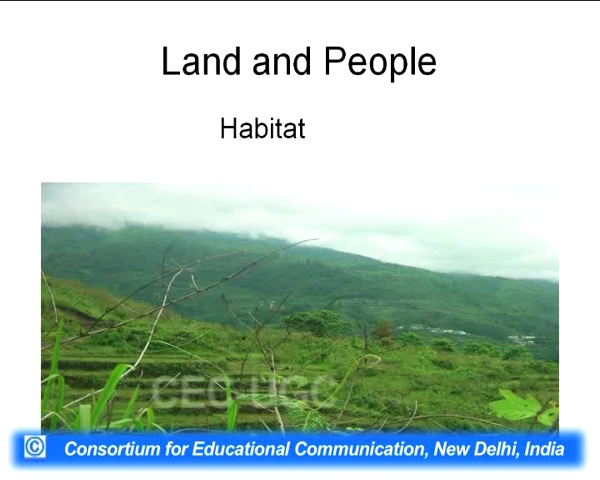 Land and People
Habitat
CEC-UGC
© Consortium for Educational Communication, New Delhi, India